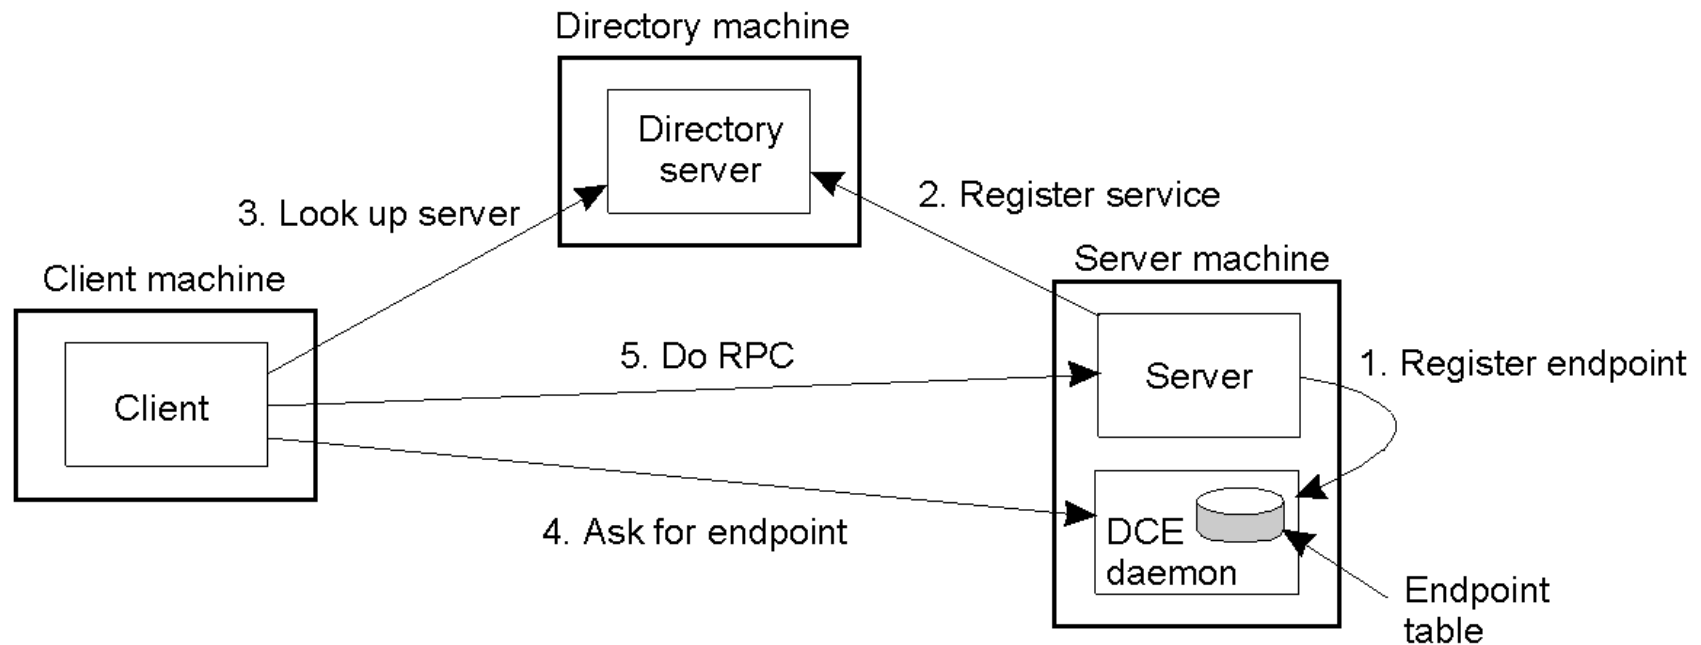 Directory machine
Directory
server
2. Register service
3. Look up server
Server machine
Client machine
5. Do RPC
1. Register endpoint
Server
Client
4. Ask for endpoint
DCE
daemon
Endpoint
table